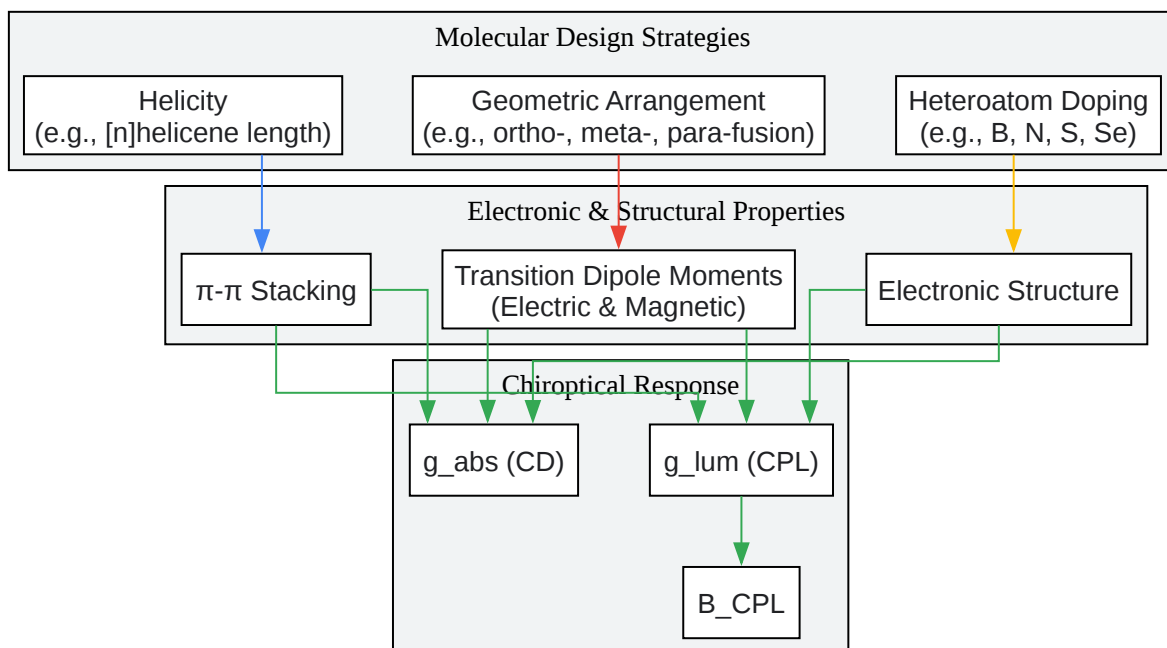 Molecular Design Strategies
Helicity
(e.g., [n]helicene length)
Geometric Arrangement
(e.g., ortho-, meta-, para-fusion)
Heteroatom Doping
(e.g., B, N, S, Se)
Electronic & Structural Properties
π-π Stacking
Transition Dipole Moments
(Electric & Magnetic)
Electronic Structure
Chiroptical Response
g_abs (CD)
g_lum (CPL)
B_CPL